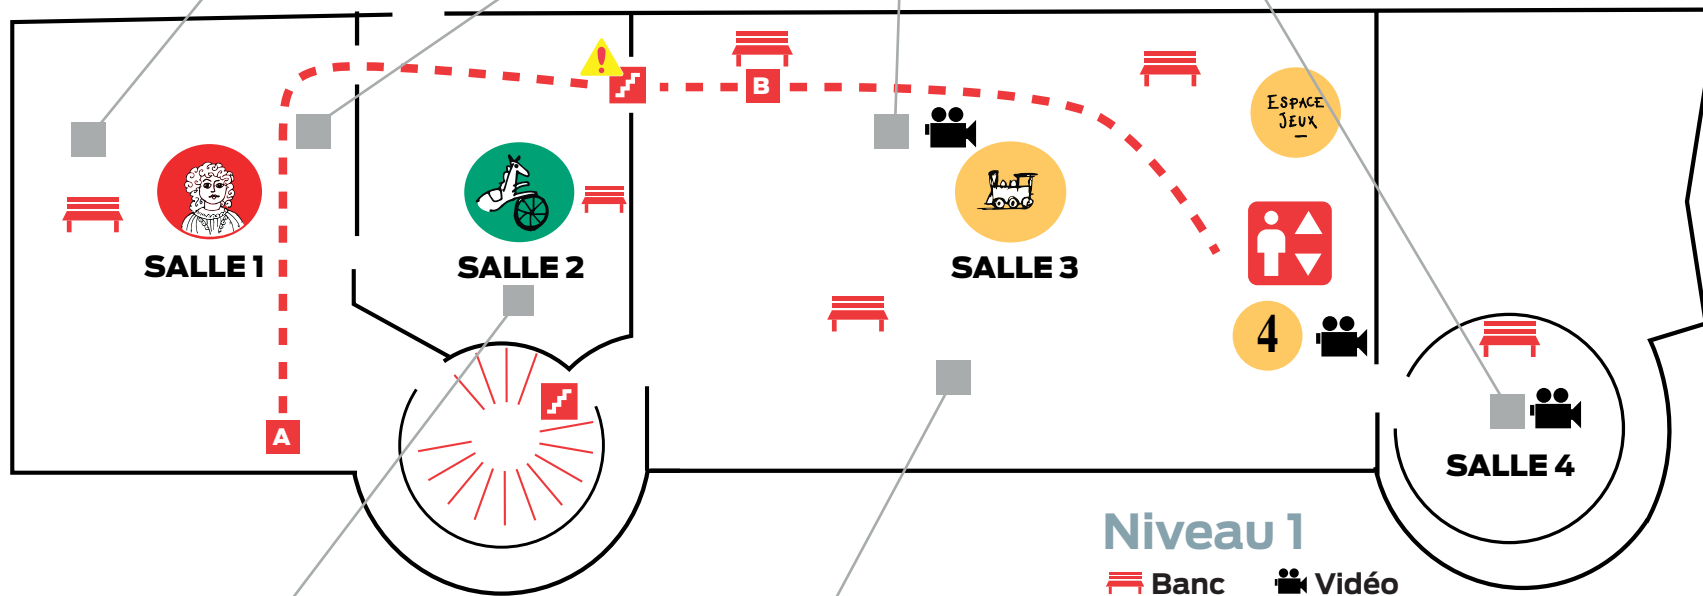 B
ESPACE
JEUX
SALLE 1
SALLE 2
SALLE 3
4
A
SALLE 4
Niveau 1
Banc
Vidéo